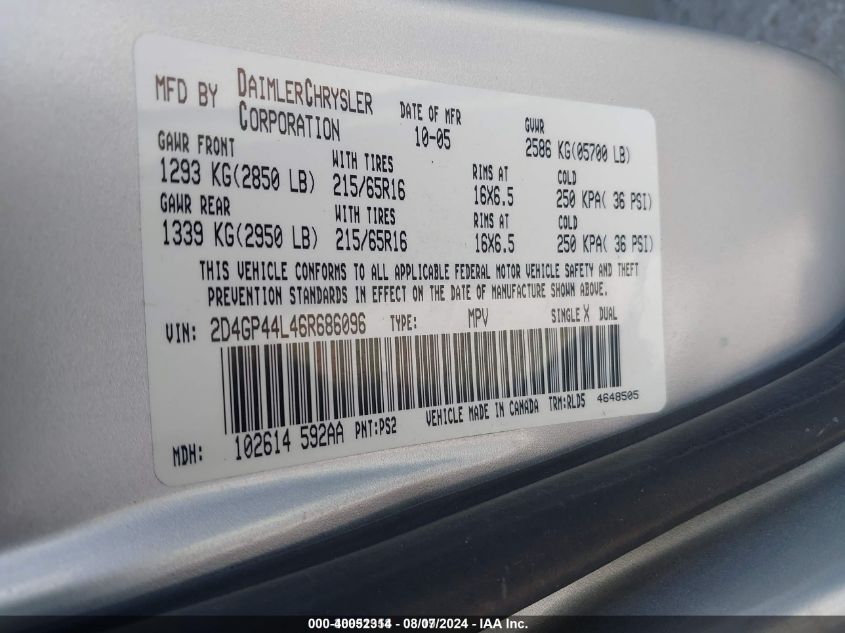 MFD BY DAIMLERCHRYSLER CORPORATION
DATE OF MFR 10-05
GVWR 2586 KG(05700 LB)
GAWR FRONT WITH TIRES RIMS AT COLD
1293 KG(2850 LB) 215/65R16 16X6.5 250 KPA( 36 PSI)
GAWR REAR WITH TIRES RIMS AT COLD
1339 KG(2950 LB) 215/65R16 16X6.5 250 KPA( 36 PSI)
THIS VEHICLE CONFORMS TO ALL APPLICABLE FEDERAL MOTOR VEHICLE SAFETY AND THEFT
PREVENTION STANDARDS IN EFFECT ON THE DATE OF MANUFACTURE SHOWN ABOVE.
VIN: 2D4GP44L46R686096 TYPE: MPV SINGLE X DUAL
MDH: 102614 592AA PNT:PS2 VEHICLE MADE IN CANADA TRM:RLD5 4648505
08/07/2024 - IAA Inc.